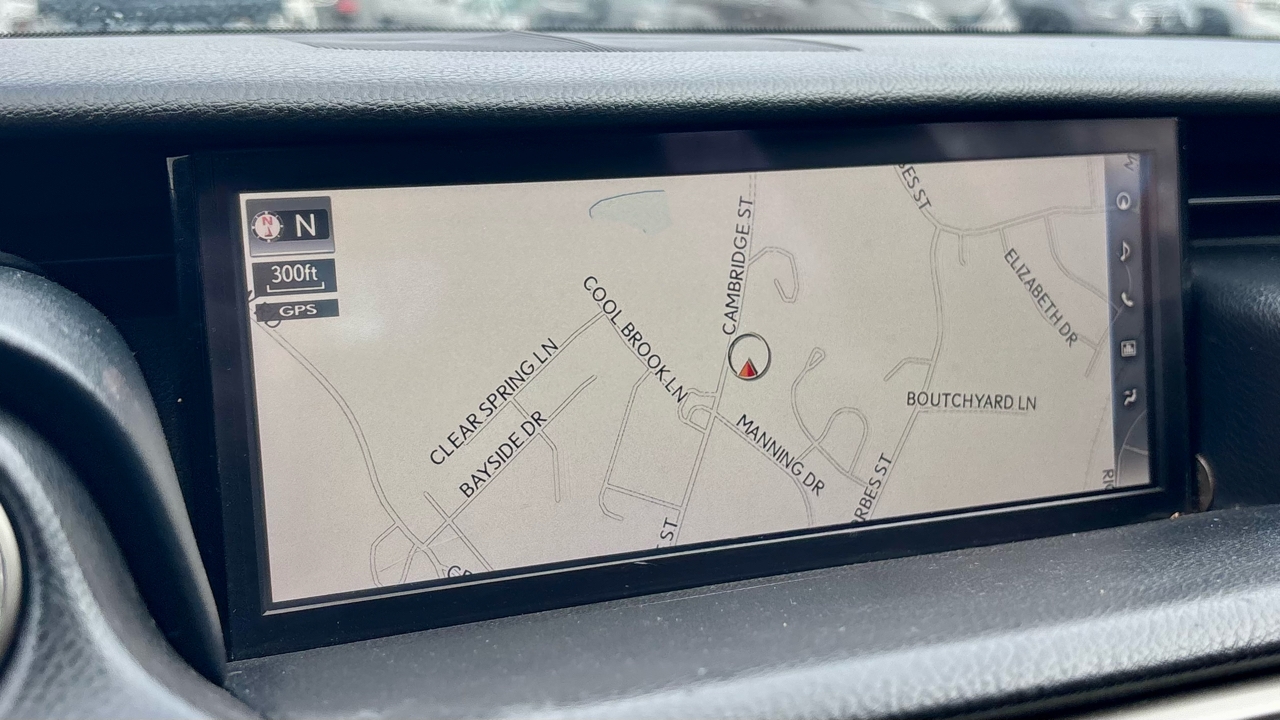 N
N
300ft
GPS
COOL BROOK LN
CLEAR SPRING LN
BAYSIDE DR
CAMBRIDGE ST
MANNING DR
ST
BOUTCHYARD LN
ELIZABETH DR